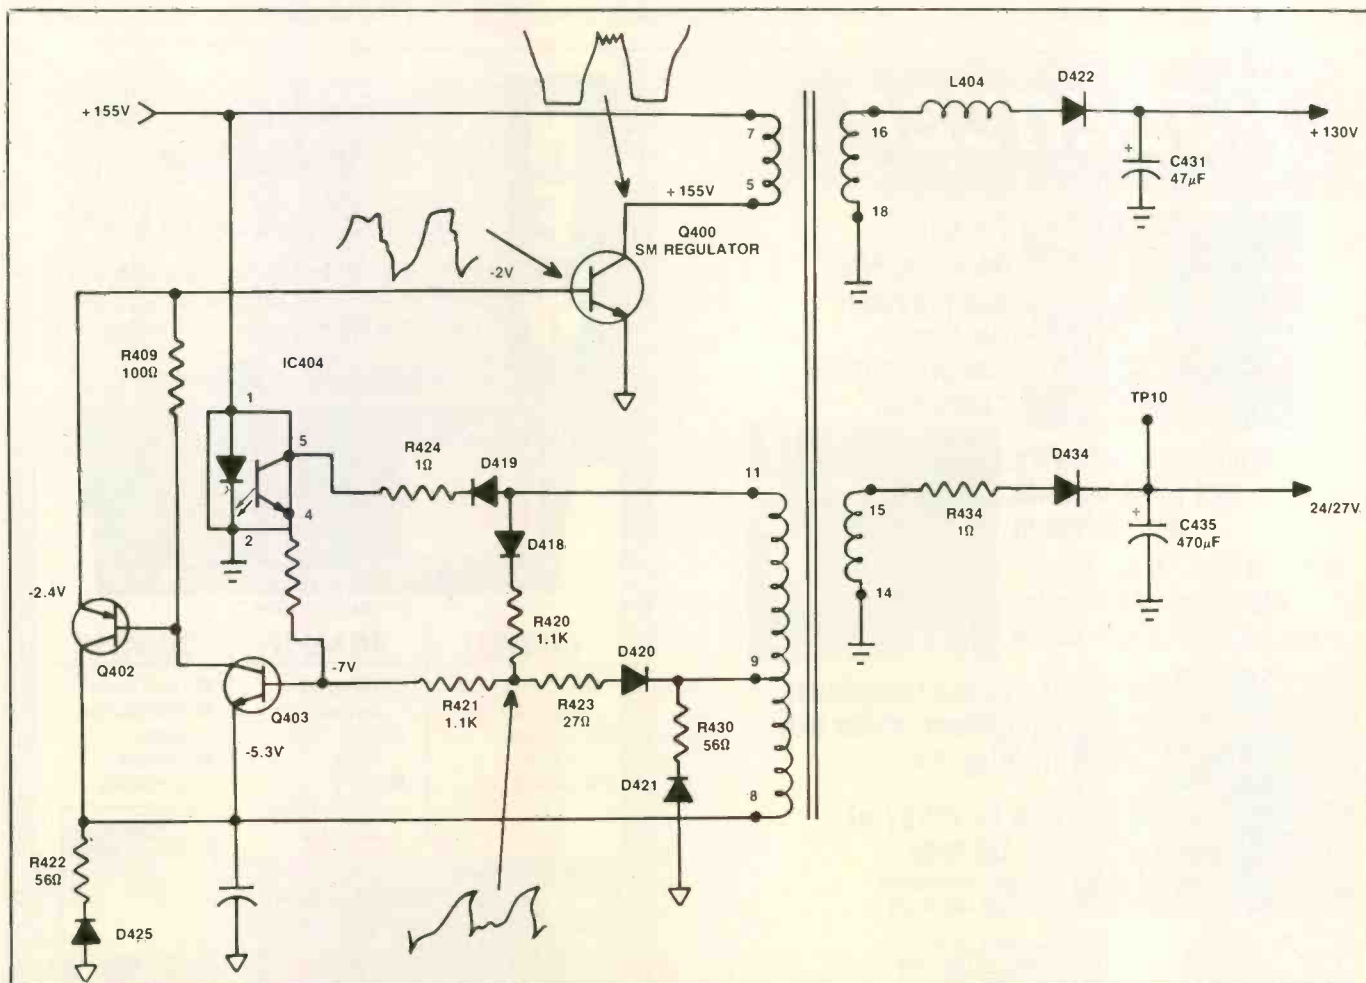 L404
D422
+155V
7
16
+130V
+
C431
47µF
5
+155V
18
Q400
SM REGULATOR
-2V
R409
100Ω
IC404
1
TP10
5
R424
1Ω
D419
11
D434
15
R434
1Ω
24/27V
4
+
C435
470µF
2
D418
14
-2.4V
R420
1.1K
D420
-7V
9
Q402
R421
1.1K
R423
27Ω
R430
56Ω
Q403
-5.3V
D421
8
R422
56Ω
D425